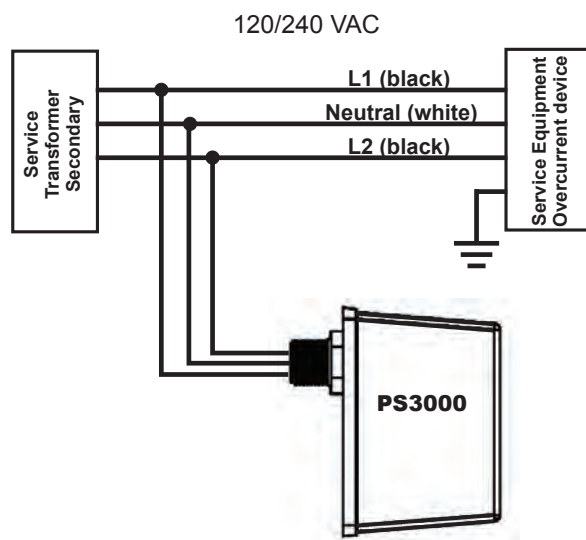 120/240 VAC
Service
Transformer
Secondary
L1 (black)
Neutral (white)
L2 (black)
Service Equipment
Overcurrent device
PS3000